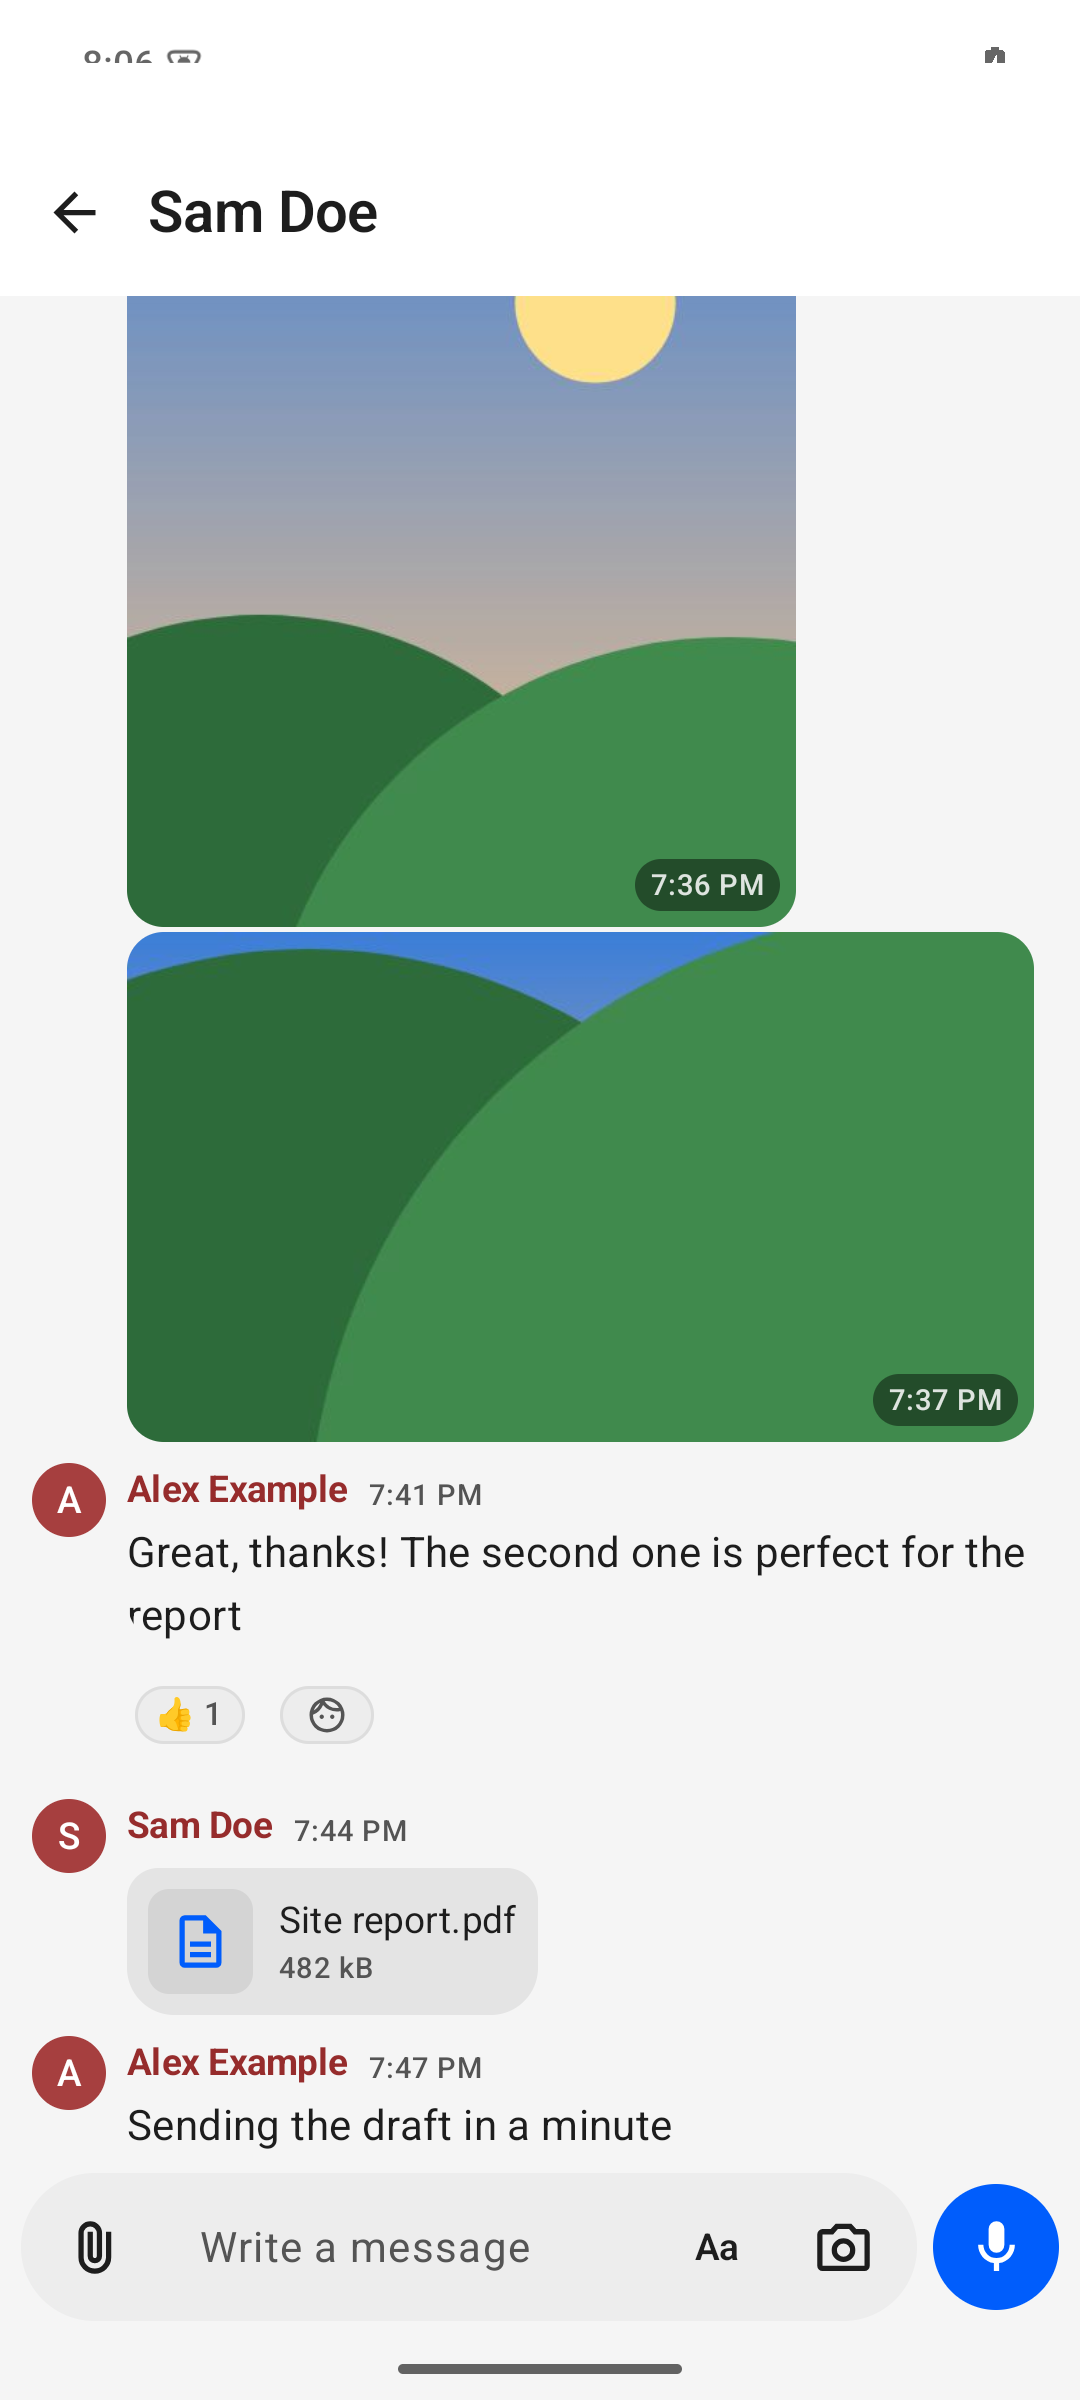 8:06
Sam Doe
7:36 PM
7:37 PM
A
Alex Example 7:41 PM
Great, thanks! The second one is perfect for the
report
👍 1
S
Sam Doe 7:44 PM
Site report.pdf
482 kB
A
Alex Example 7:47 PM
Sending the draft in a minute
Write a message Aa